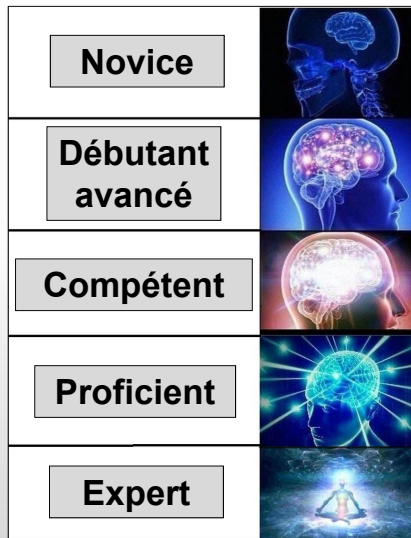 Novice
Débutant
avancé
Compétent
Proficient
Expert